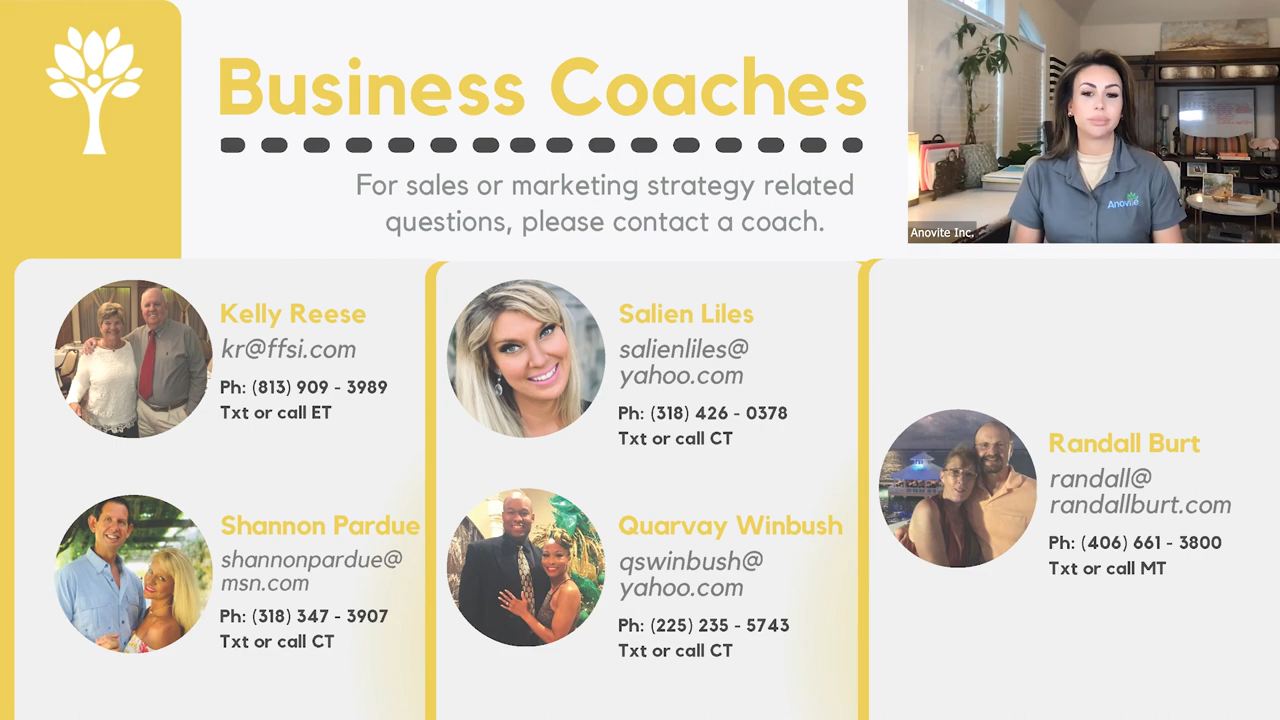 Business Coaches
For sales or marketing strategy related
questions, please contact a coach.
Anovite
Anovite Inc.
Kelly Reese
kr@ffsi.com
Ph: (813) 909 - 3989
Txt or call ET
Shannon Pardue
shannonpardue@
msn.com
Ph: (318) 347 - 3907
Txt or call CT
Salien Liles
salienliles@
yahoo.com
Ph: (318) 426 - 0378
Txt or call CT
Quarvay Winbush
qswinbush@
yahoo.com
Ph: (225) 235 - 5743
Txt or call CT
Randall Burt
randall@
randallburt.com
Ph: (406) 661 - 3800
Txt or call MT